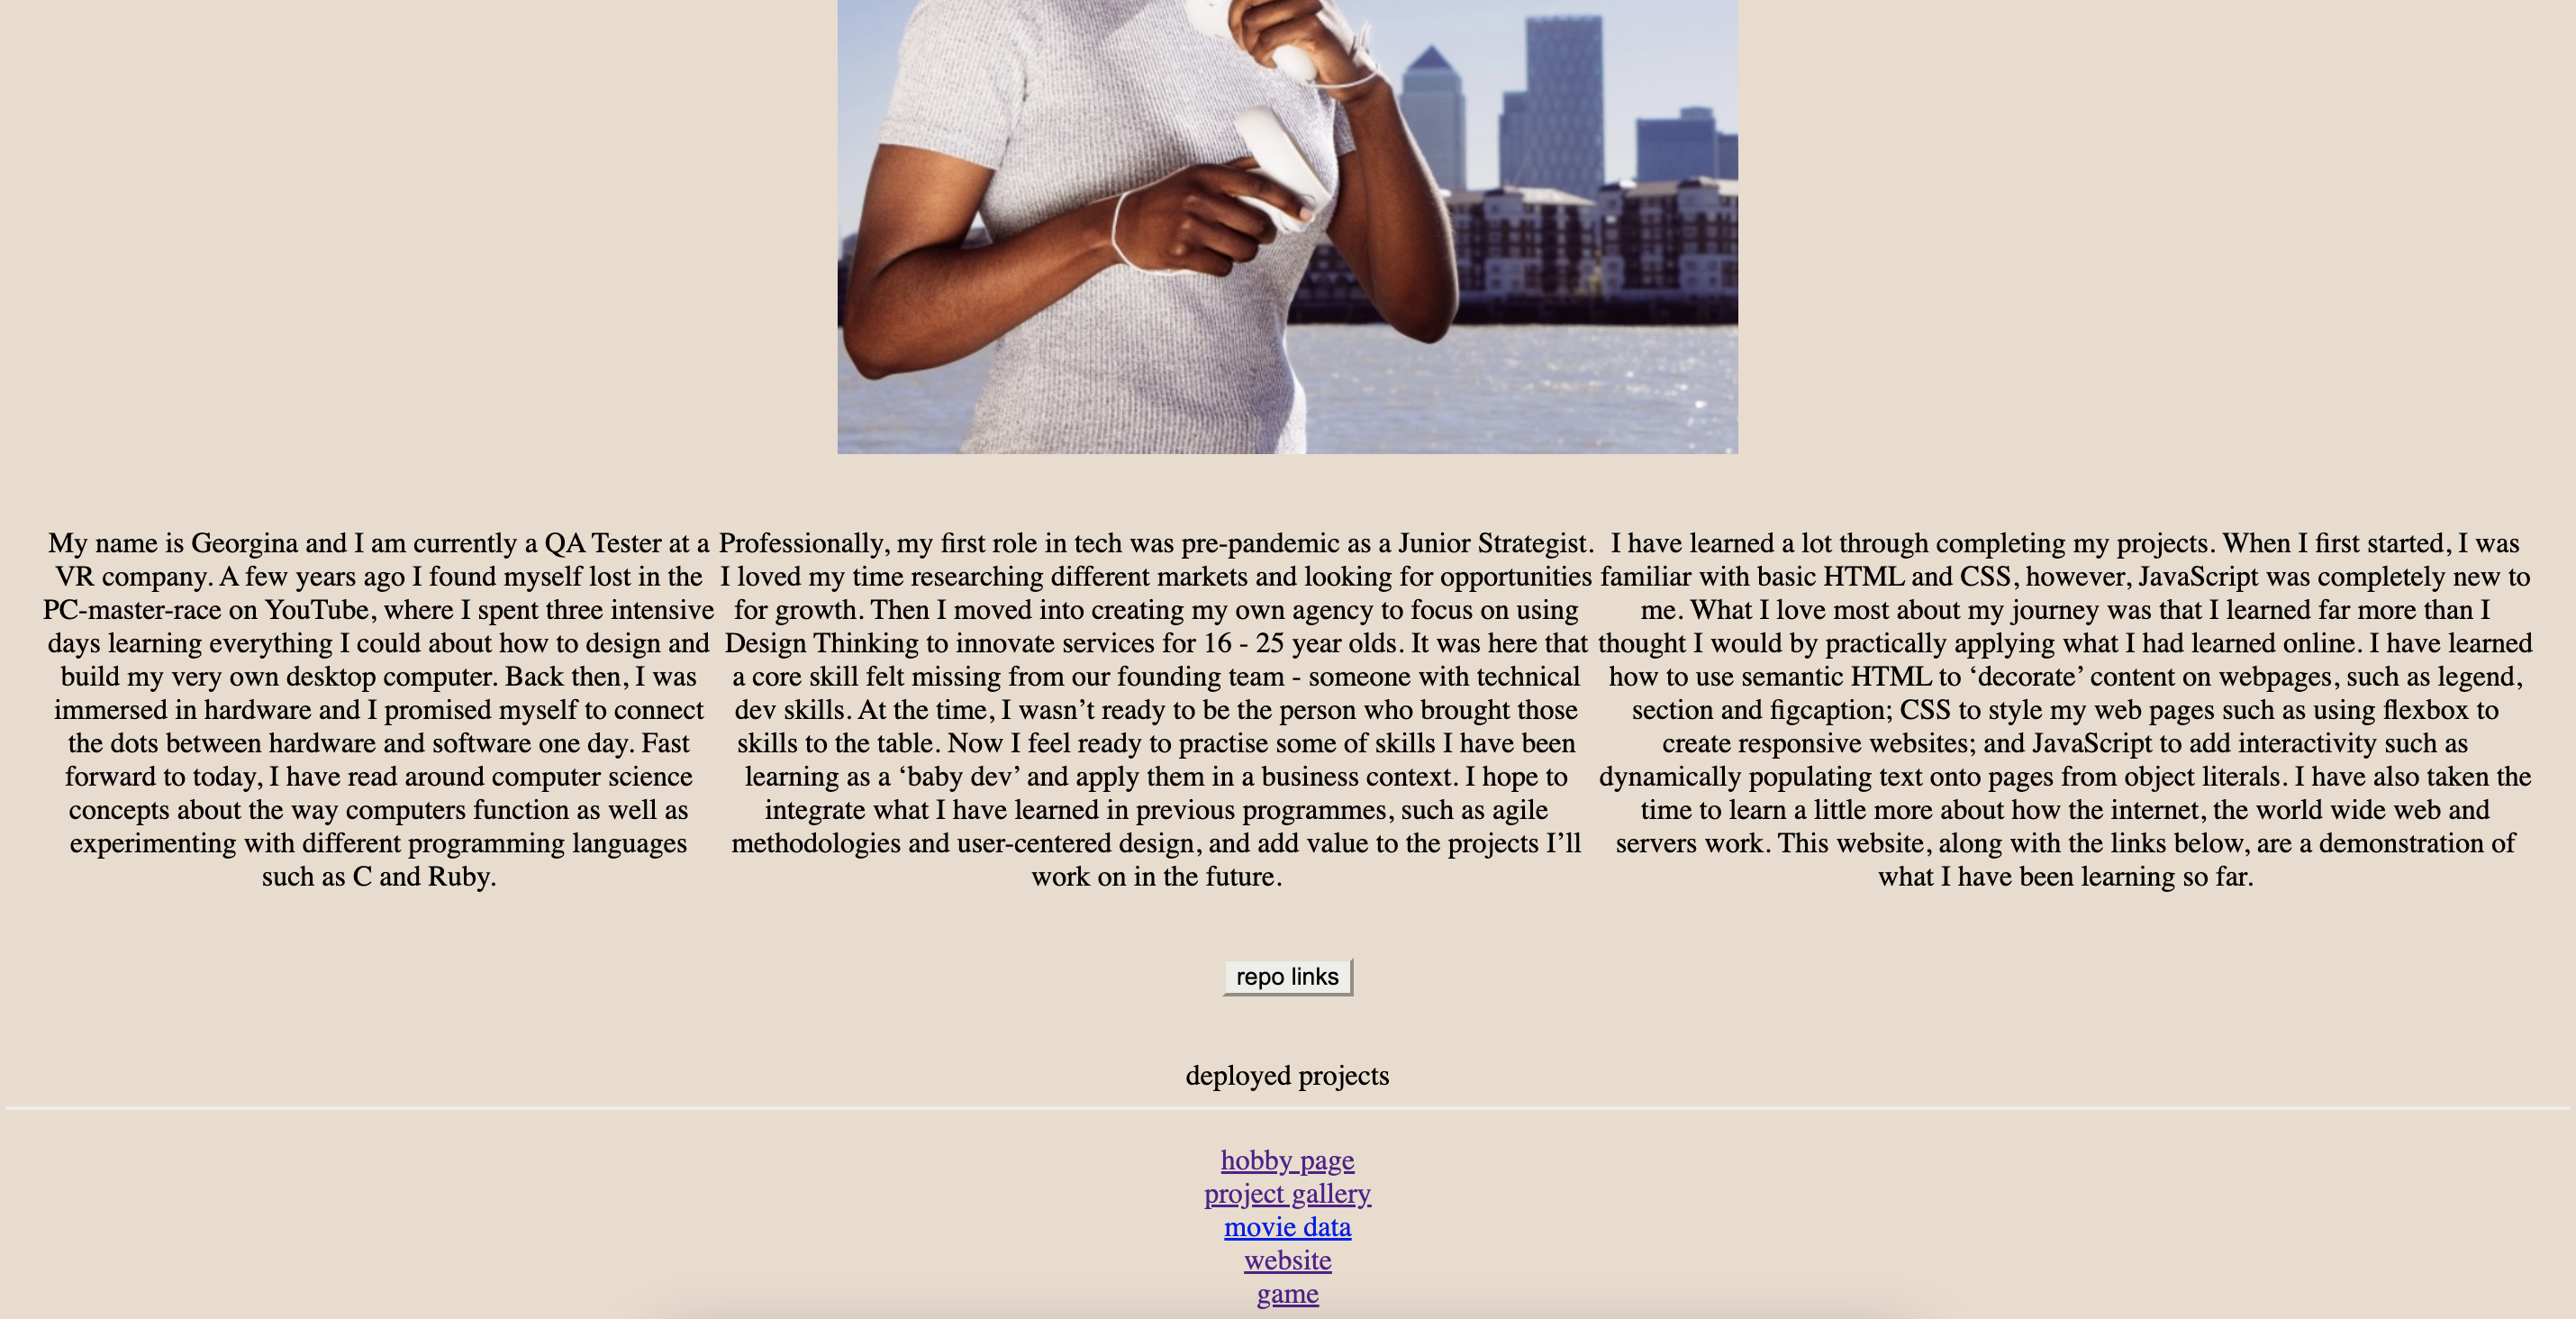 My name is Georgina and I am currently a QA Tester at a
VR company. A few years ago I found myself lost in the
PC-master-race on YouTube, where I spent three intensive
days learning everything I could about how to design and
build my very own desktop computer. Back then, I was
immersed in hardware and I promised myself to connect
the dots between hardware and software one day. Fast
forward to today, I have read around computer science
concepts about the way computers function as well as
experimenting with different programming languages
such as C and Ruby.
Professionally, my first role in tech was pre-pandemic as a Junior Strategist.
I loved my time researching different markets and looking for opportunities
for growth. Then I moved into creating my own agency to focus on using
Design Thinking to innovate services for 16 - 25 year olds. It was here that
a core skill felt missing from our founding team - someone with technical
dev skills. At the time, I wasn’t ready to be the person who brought those
skills to the table. Now I feel ready to practise some of skills I have been
learning as a ‘baby dev’ and apply them in a business context. I hope to
integrate what I have learned in previous programmes, such as agile
methodologies and user-centered design, and add value to the projects I’ll
work on in the future.
I have learned a lot through completing my projects. When I first started, I was
familiar with basic HTML and CSS, however, JavaScript was completely new to
me. What I love most about my journey was that I learned far more than I
thought I would by practically applying what I had learned online. I have learned
how to use semantic HTML to ‘decorate’ content on webpages, such as legend,
section and figcaption; CSS to style my web pages such as using flexbox to
create responsive websites; and JavaScript to add interactivity such as
dynamically populating text onto pages from object literals. I have also taken the
time to learn a little more about how the internet, the world wide web and
servers work. This website, along with the links below, are a demonstration of
what I have been learning so far.
repo links
deployed projects
hobby page
project gallery
movie data
website
game